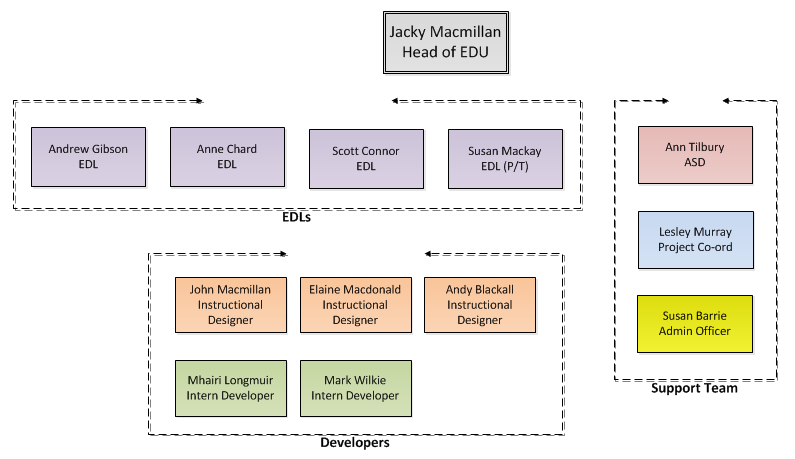 Jacky Macmillan
Head of EDU
Andrew Gibson
EDL
Anne Chard
EDL
Scott Connor
EDL
Susan Mackay
EDL (P/T)
EDLs
John Macmillan
Instructional
Designer
Elaine Macdonald
Instructional
Designer
Andy Blackall
Instructional
Designer
Mhairi Longmuir
Intern Developer
Mark Wilkie
Intern Developer
Developers
Ann Tilbury
ASD
Lesley Murray
Project Co-ord
Susan Barrie
Admin Officer
Support Team